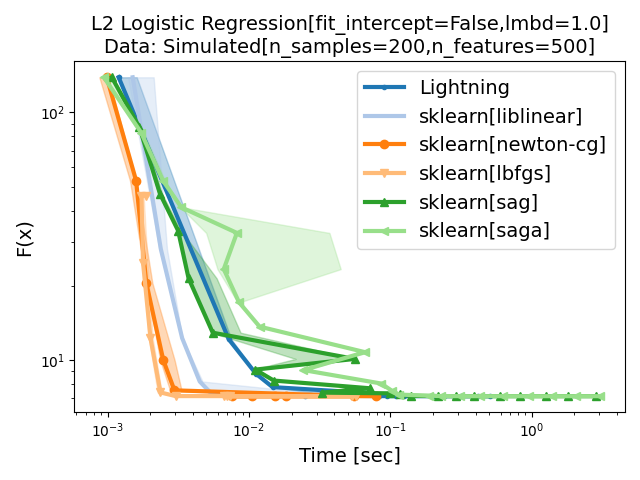 L2 Logistic Regression[fit_intercept=False,lmbd=1.0]
Data: Simulated[n_samples=200,n_features=500]
F(x)
10²
10¹
Lightning
sklearn[liblinear]
sklearn[newton-cg]
sklearn[lbfgs]
sklearn[sag]
sklearn[saga]
10⁻³ 10⁻² 10⁻¹ 10⁰
Time [sec]